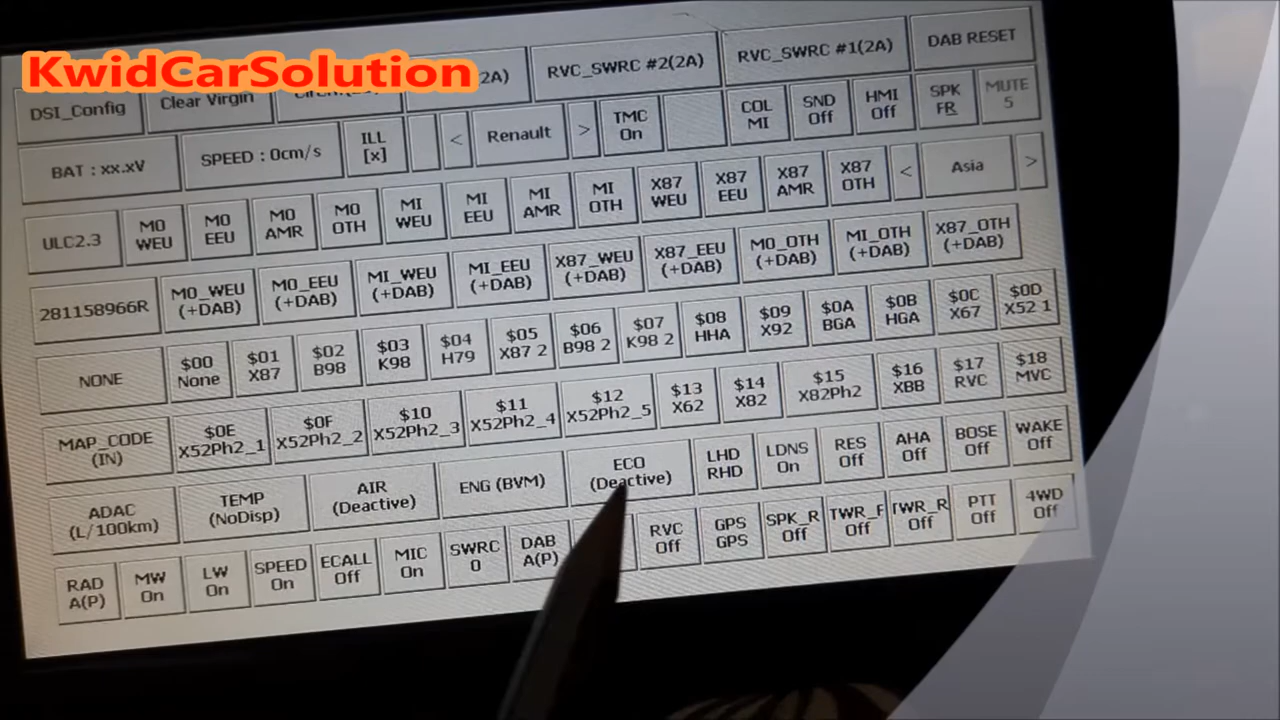 KwidCarSolution
2A)
RVC_SWRC #2(2A)
RVC_SWRC #1(2A)
DAB RESET
DSI_Config
Clear Virgin
BAT : xx.xV
SPEED : 0cm/s
ILL
[x]
<
Renault
>
TMC
On
COL
MI
SND
Off
HMI
Off
SPK
FR
MUTE
5
ULC2.3
M0
WEU
M0
EEU
M0
AMR
M0
OTH
MI
WEU
MI
EEU
MI
AMR
MI
OTH
X87
WEU
X87
EEU
X87
AMR
X87
OTH
<
Asia
>
281158966R
M0_WEU
(+DAB)
M0_EEU
(+DAB)
MI_WEU
(+DAB)
MI_EEU
(+DAB)
X87_WEU
(+DAB)
X87_EEU
(+DAB)
M0_OTH
(+DAB)
MI_OTH
(+DAB)
X87_OTH
(+DAB)
NONE
$00
None
$01
X87
$02
B98
$03
K98
$04
H79
$05
X87 2
$06
B98 2
$07
K98 2
$08
HHA
$09
X92
$0A
BGA
$0B
HGA
$0C
X67
$0D
X52 1
MAP_CODE
(IN)
$0E
X52Ph2_1
$0F
X52Ph2_2
$10
X52Ph2_3
$11
X52Ph2_4
$12
X52Ph2_5
$13
X62
$14
X82
$15
X82Ph2
$16
XBB
$17
RVC
$18
MVC
ADAC
(L/100km)
TEMP
(NoDisp)
AIR
(Deactive)
ENG (BVM)
ECO
(Deactive)
LHD
RHD
LDNS
On
RES
Off
AHA
Off
BOSE
Off
WAKE
Off
RAD
A(P)
MW
On
LW
On
SPEED
On
ECALL
Off
MIC
On
SWRC
0
DAB
A(P)
RVC
Off
GPS
GPS
SPK_R
Off
TWR_F
Off
TWR_R
Off
PTT
Off
4WD
Off